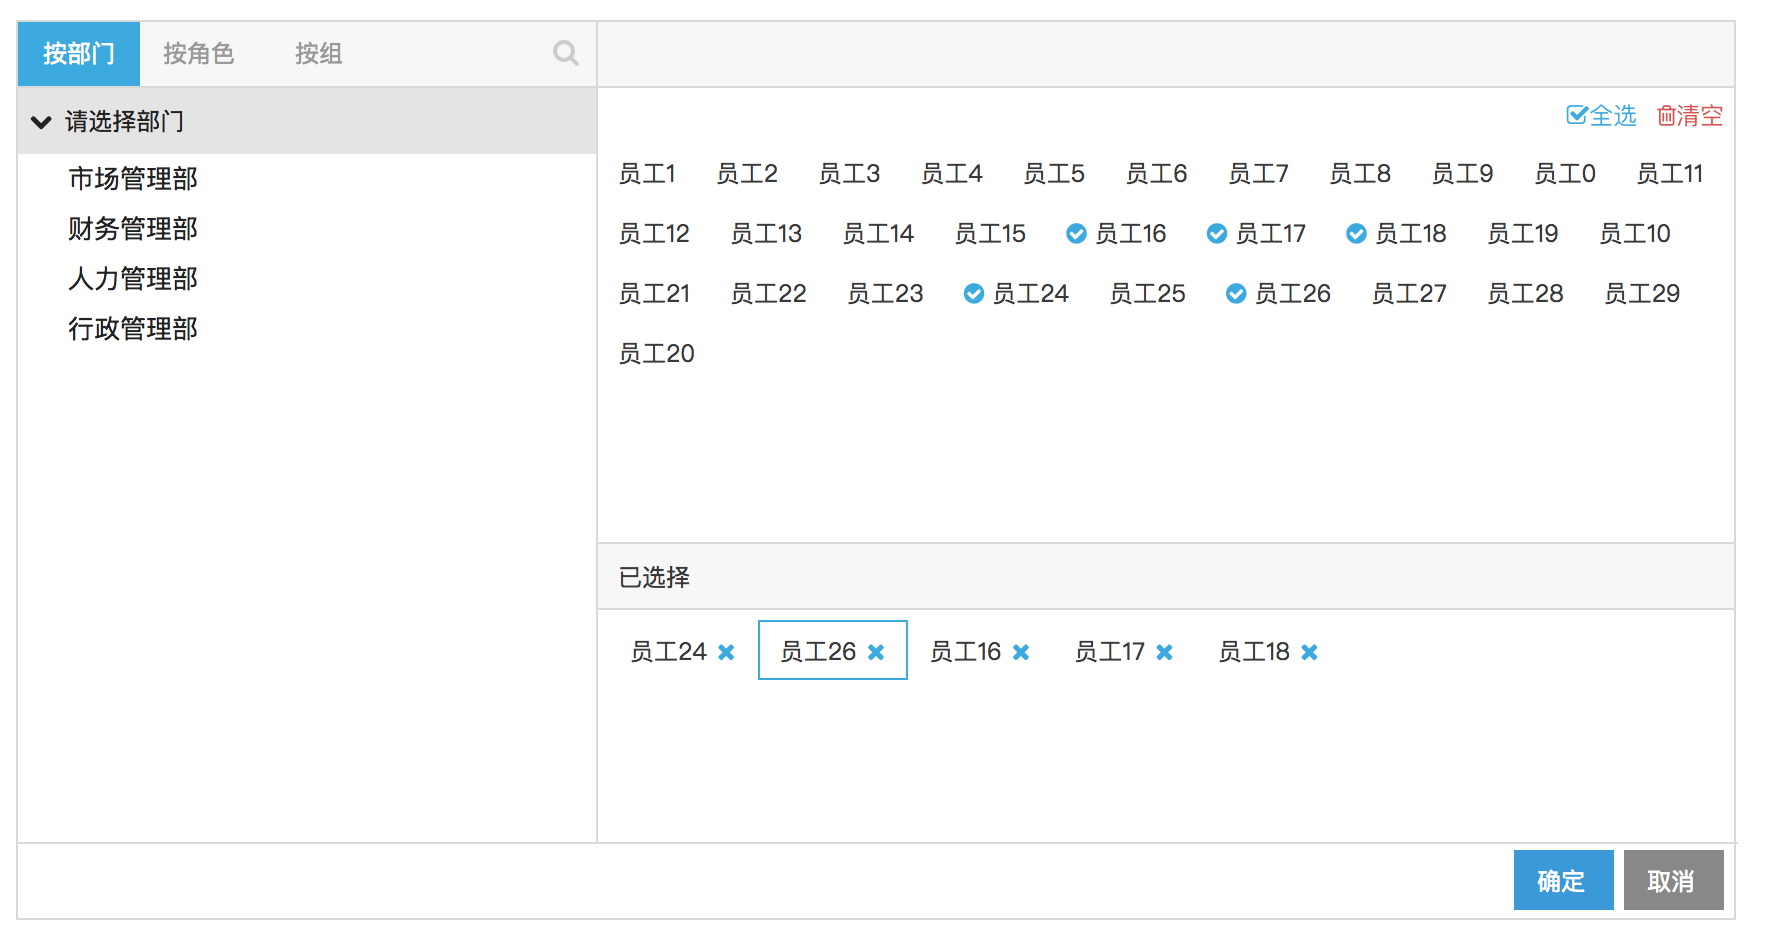 按部门 按角色 按组
请选择部门
市场管理部
财务管理部
人力管理部
行政管理部
全选 清空
员工1 员工2 员工3 员工4 员工5 员工6 员工7 员工8 员工9 员工0 员工11
员工12 员工13 员工14 员工15 员工16 员工17 员工18 员工19 员工10
员工21 员工22 员工23 员工24 员工25 员工26 员工27 员工28 员工29
员工20
已选择
员工24 员工26 员工16 员工17 员工18
确定 取消